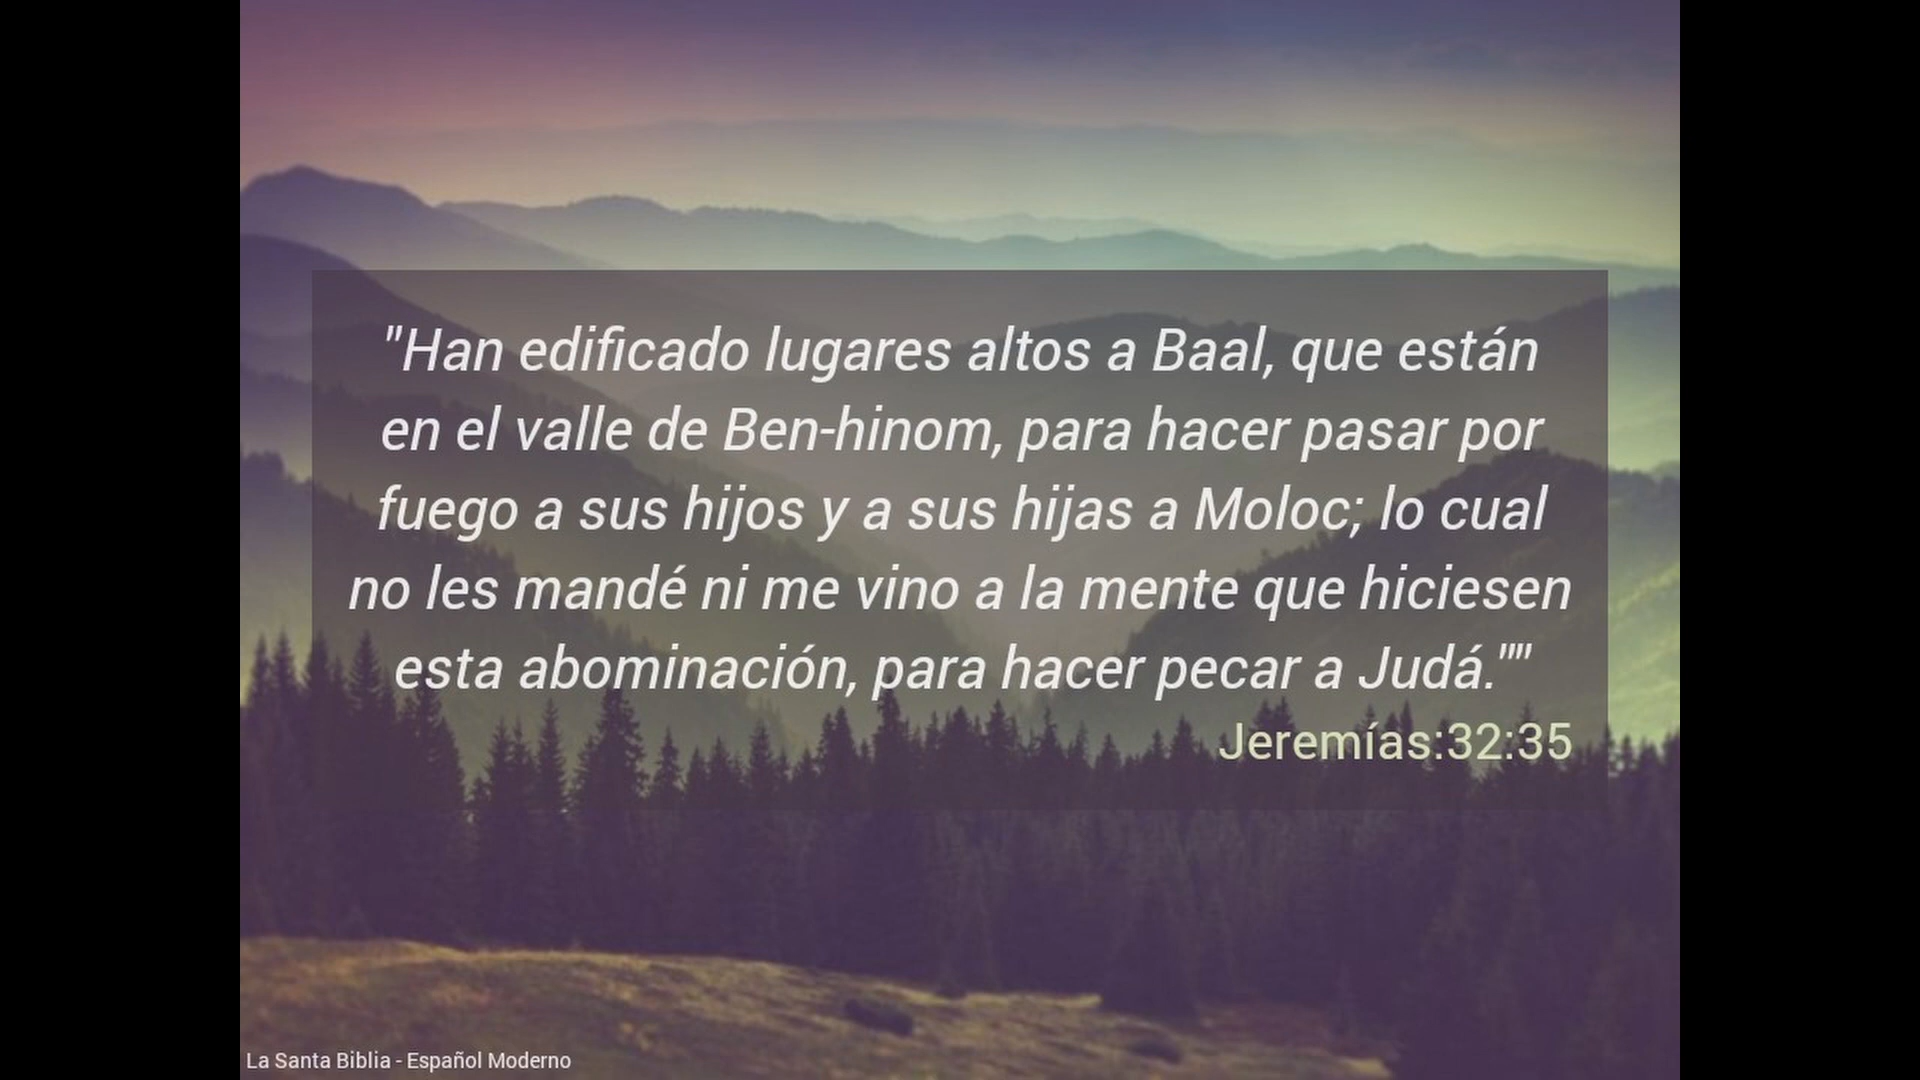 "Han edificado lugares altos a Baal, que están
en el valle de Ben-hinom, para hacer pasar por
fuego a sus hijos y a sus hijas a Moloc; lo cual
no les mandé ni me vino a la mente que hiciesen
esta abominación, para hacer pecar a Judá.""
Jeremías:32:35
La Santa Biblia - Español Moderno